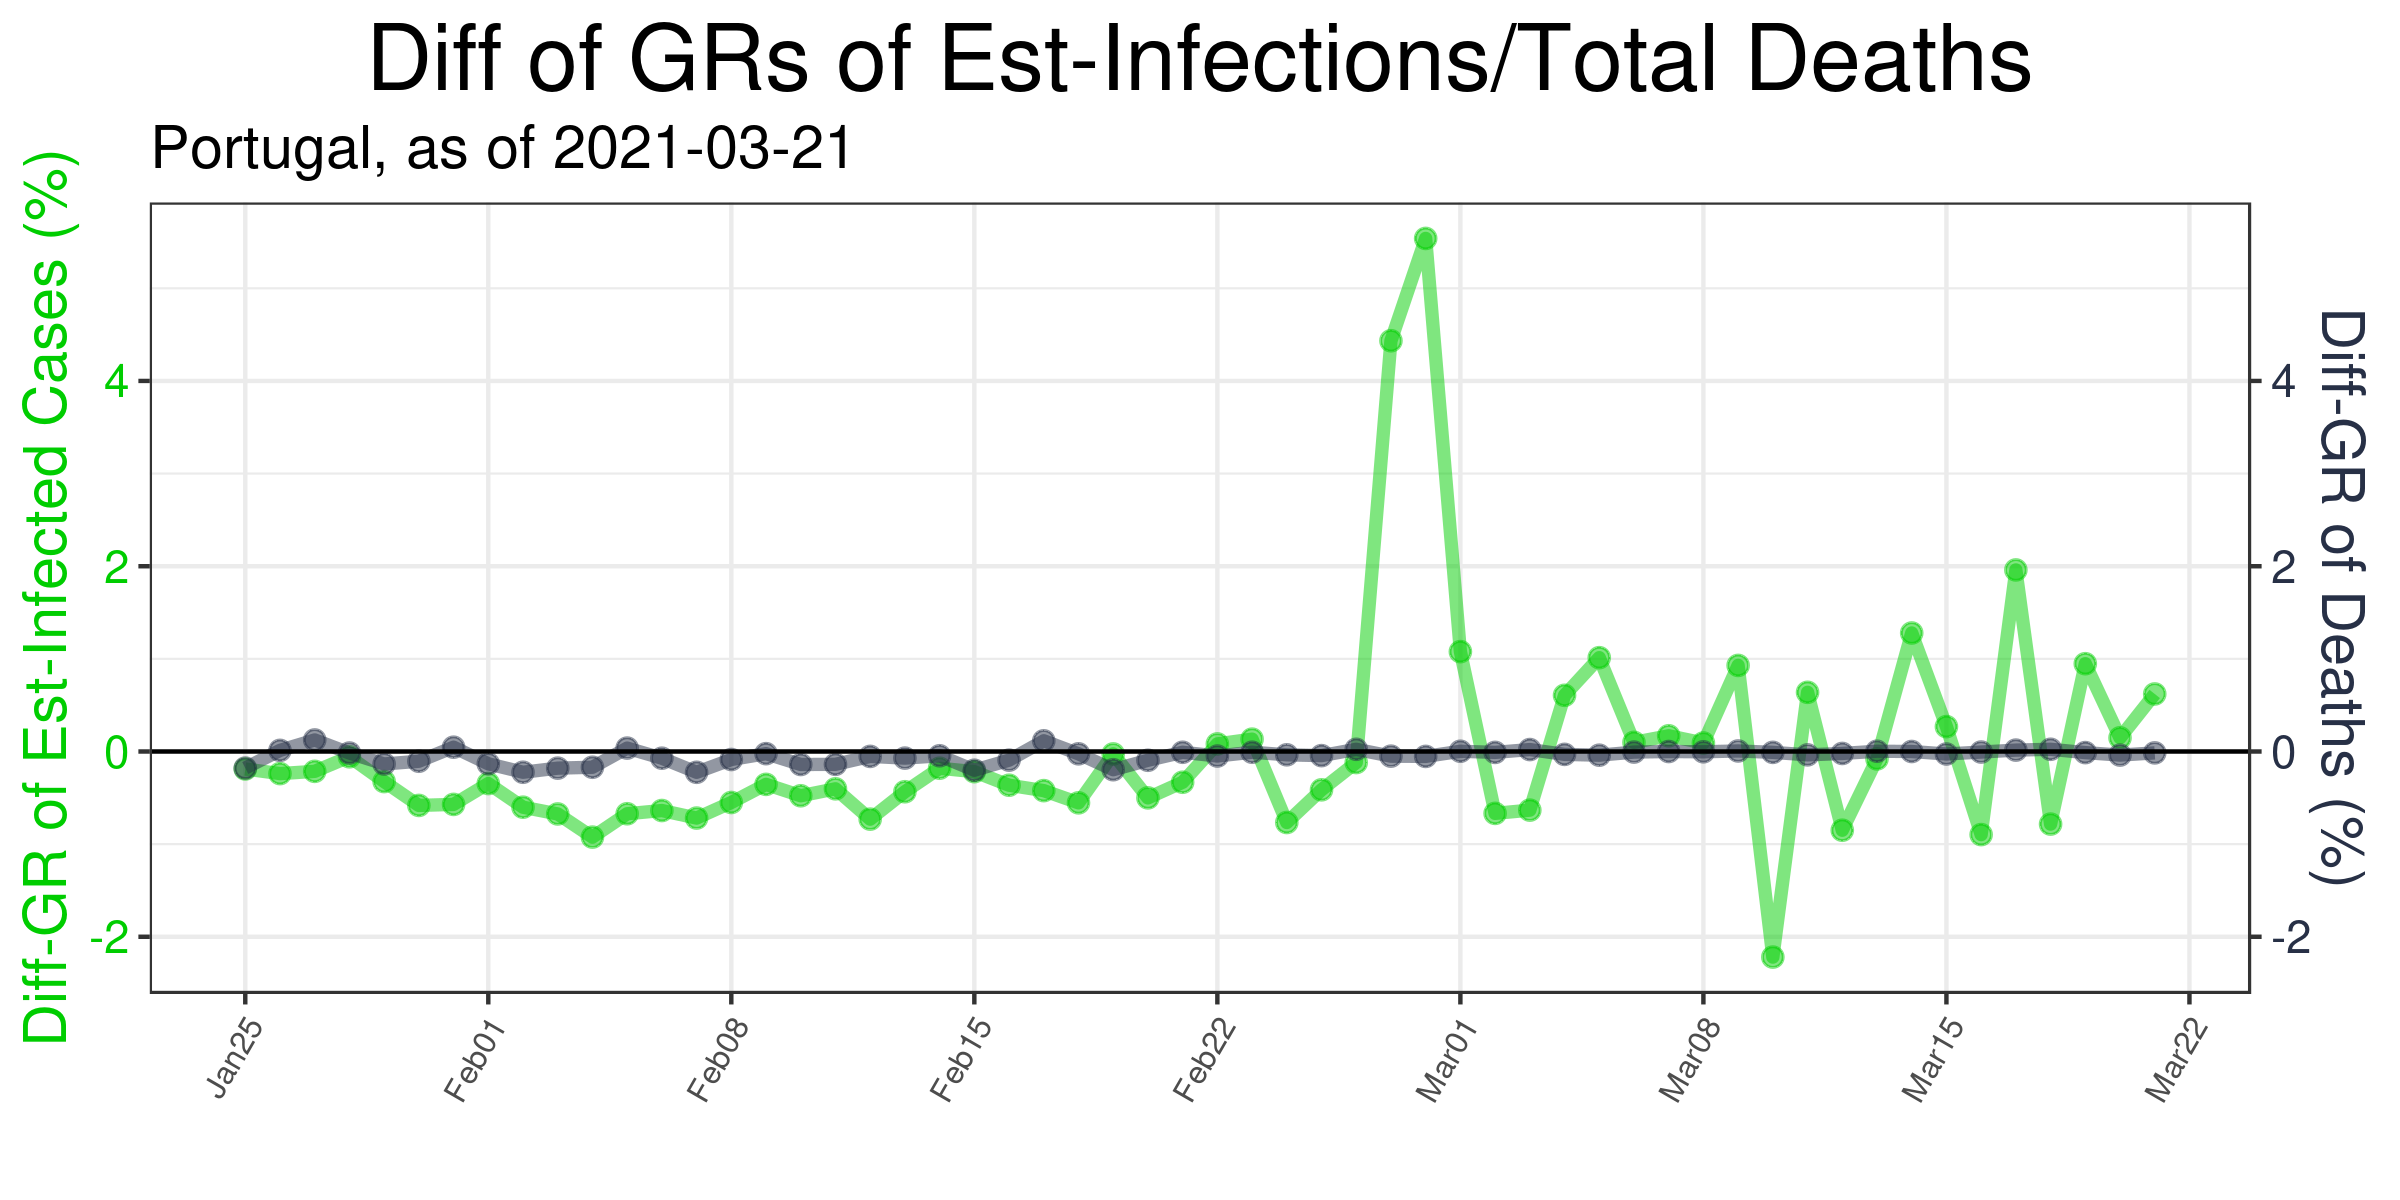 Diff of GRs of Est-Infections/Total Deaths
Portugal, as of 2021-03-21
Diff-GR of Est-Infected Cases (%)
4
2
0
-2
4
2
0
-2
Diff-GR of Deaths (%)
Jan25
Feb01
Feb08
Feb15
Feb22
Mar01
Mar08
Mar15
Mar22